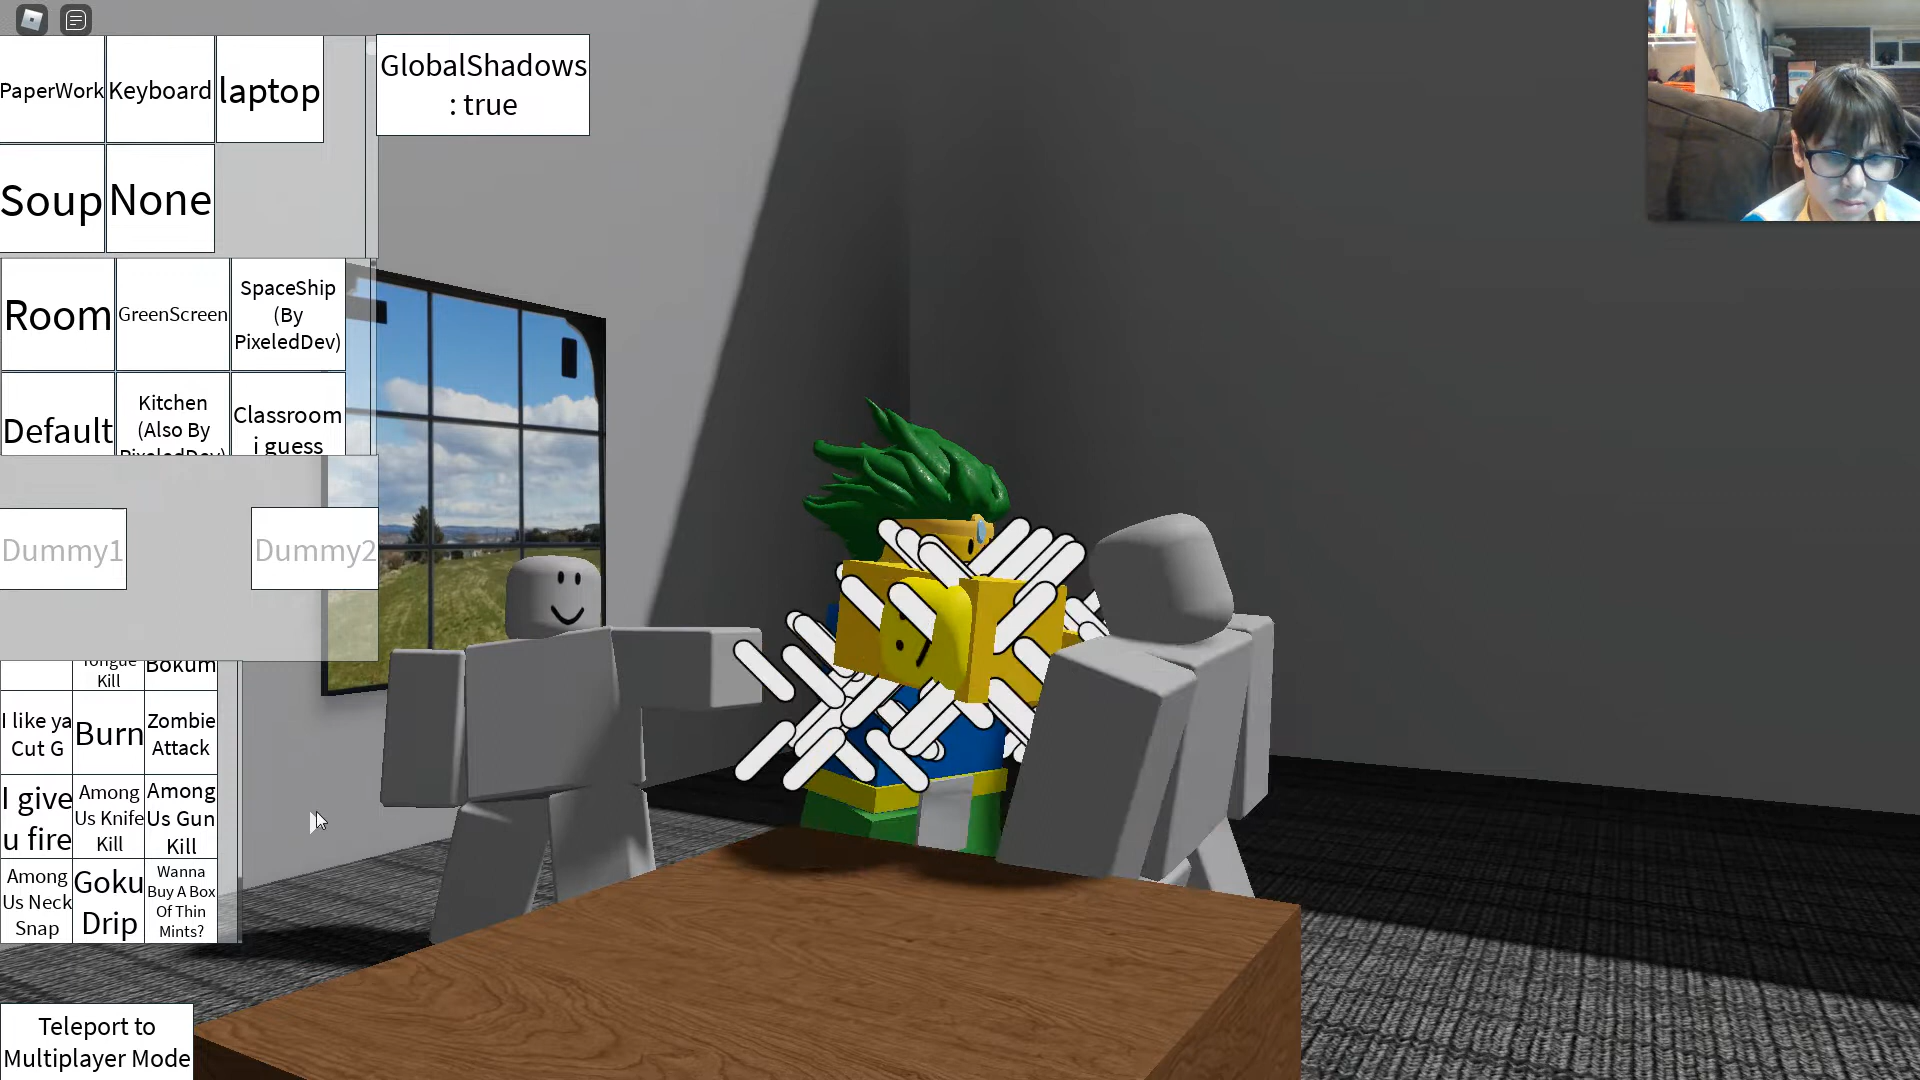 PaperWork
Keyboard
laptop
GlobalShadows
: true
Soup
None
Room
GreenScreen
SpaceShip
(By
PixeledDev)
Default
Kitchen
(Also By
PixeledDev)
Classroom
i guess
Dummy1
Dummy2
Tongue
Kill
Bokum
I like ya
Cut G
Burn
Zombie
Attack
I give
u fire
Among
Us Knife
Kill
Among
Us Gun
Kill
Among
Us Neck
Snap
Goku
Drip
Wanna
Buy A Box
Of Thin
Mints?
Teleport to
Multiplayer Mode